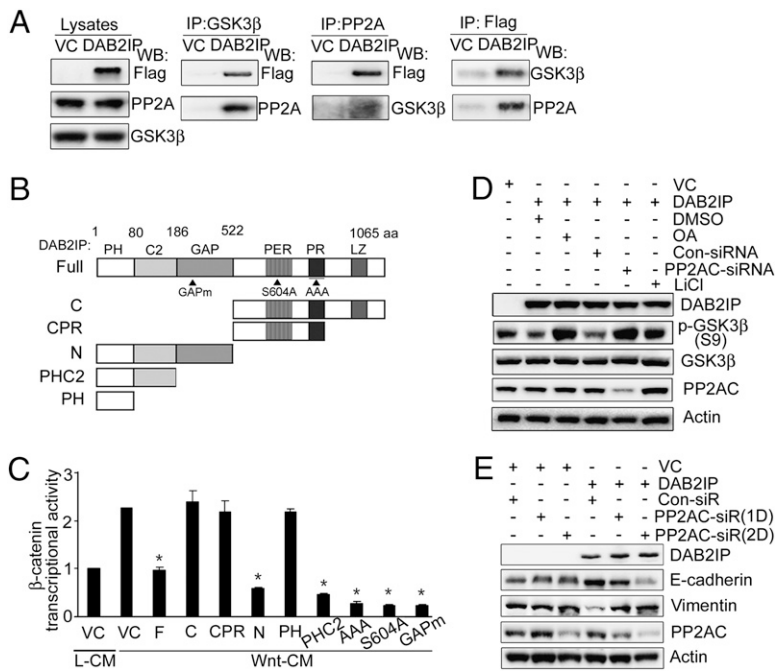 A
Lysates
VC DAB2IP
WB:
Flag
PP2A
GSK3β
IP:GSK3β
VC DAB2IP
WB:
Flag
PP2A
IP:PP2A
VC DAB2IP
WB:
Flag
GSK3β
IP: Flag
VC DAB2IP
WB:
GSK3β
PP2A
B
1 80 186 522 1065 aa
DAB2IP: PH C2 GAP PER PR LZ
Full
GAPm S604A AAA
C
CPR
N
PHC2
PH
C
β-catenin
transcriptional activity
3
2
1
0
* * * * * *
VC VC F C CPR N PH PHC2 AAA S604A GAPm
L-CM Wnt-CM
D
+ - - - - - VC
- + + + + + DAB2IP
- + - - - - DMSO
- - + - - - OA
- - - + - - Con-siRNA
- - - - + - PP2AC-siRNA
- - - - - + LiCl
DAB2IP
p-GSK3β
(S9)
GSK3β
PP2AC
Actin
E
+ + + - - - VC
- - - + + + DAB2IP
+ - - + - - Con-siR
- + - - + - PP2AC-siR(1D)
- - + - - + PP2AC-siR(2D)
DAB2IP
E-cadherin
Vimentin
PP2AC
Actin